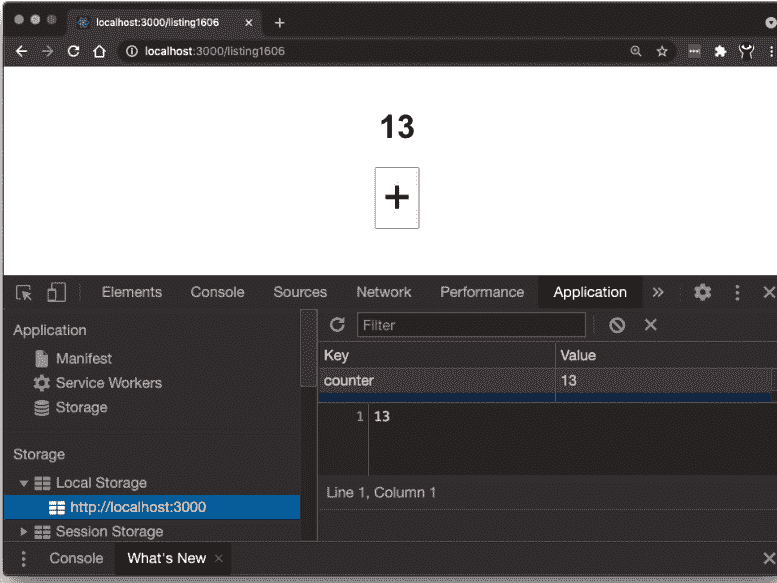 localhost:3000/listing1606
localhost:3000/listing1606
13
+
Elements Console Sources Network Performance Application
Application
Manifest
Service Workers
Storage
Storage
Local Storage
http://localhost:3000
Session Storage
Filter
Key Value
counter 13
1 13
Line 1, Column 1
Console What's New